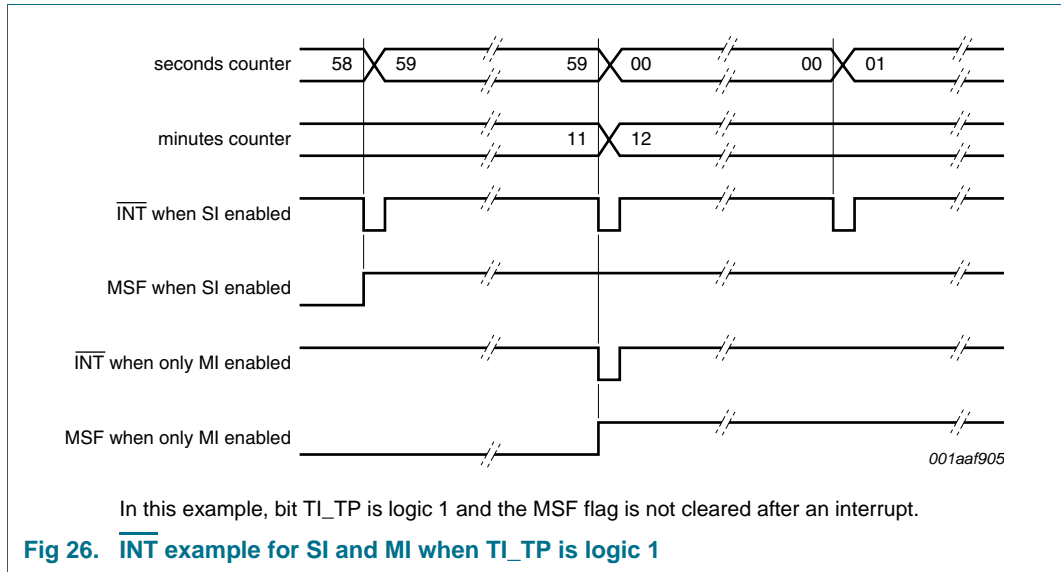 seconds counter 58 59 59 00 00 01
minutes counter 11 12
INT when SI enabled
MSF when SI enabled
INT when only MI enabled
MSF when only MI enabled
001aaf905
In this example, bit TI_TP is logic 1 and the MSF flag is not cleared after an interrupt.
Fig 26. INT example for SI and MI when TI_TP is logic 1